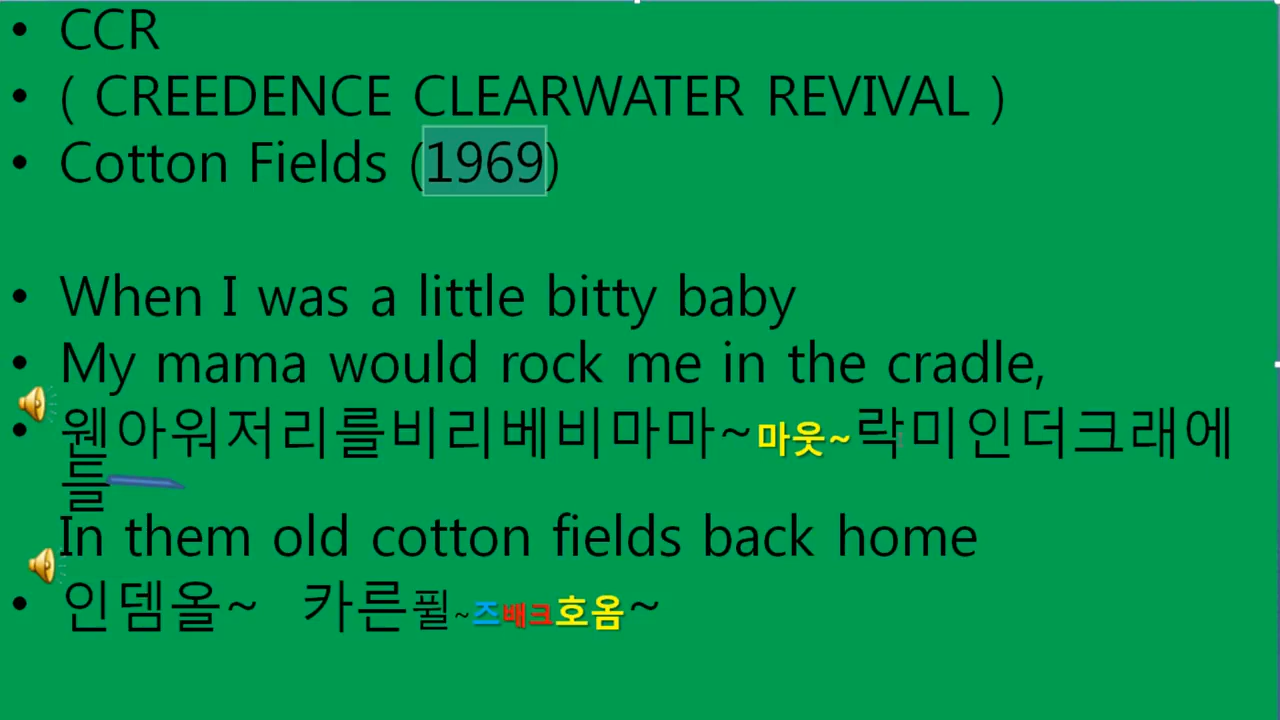 CCR
( CREEDENCE CLEARWATER REVIVAL )
Cotton Fields (1969)
When I was a little bitty baby
My mama would rock me in the cradle,
웬아워저리를비리베비마마~마웃~락미인더크래에
들
In them old cotton fields back home
인뎀올~ 카른퓔~즈배크호옴~